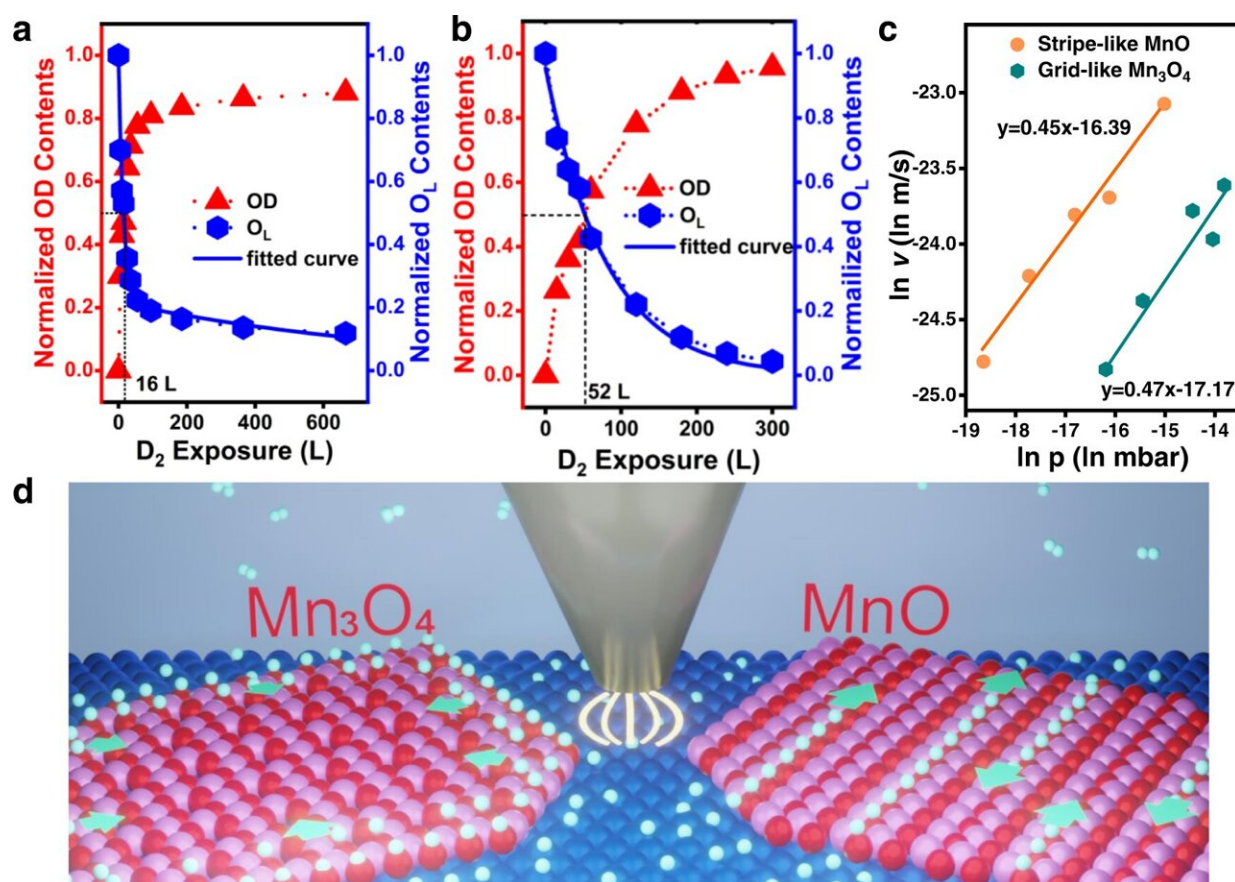 a
Normalized OD Contents
1.0
0.8
0.6
0.4
0.2
0.0
OD
O_L
fitted curve
16 L
0 200 400 600
D₂ Exposure (L)
1.0
0.8
0.6
0.4
0.2
0.0
Normalized O_L Contents
b
Normalized OD Contents
1.0
0.8
0.6
0.4
0.2
0.0
OD
O_L
fitted curve
52 L
0 100 200 300
D₂ Exposure (L)
1.0
0.8
0.6
0.4
0.2
0.0
Normailized O_L Contents
c
Stripe-like MnO
Grid-like Mn₃O₄
ln v (ln m/s)
-23.0
-23.5
-24.0
-24.5
-25.0
y=0.45x-16.39
y=0.47x-17.17
-19 -18 -17 -16 -15 -14
ln p (ln mbar)
d
Mn₃O₄
MnO